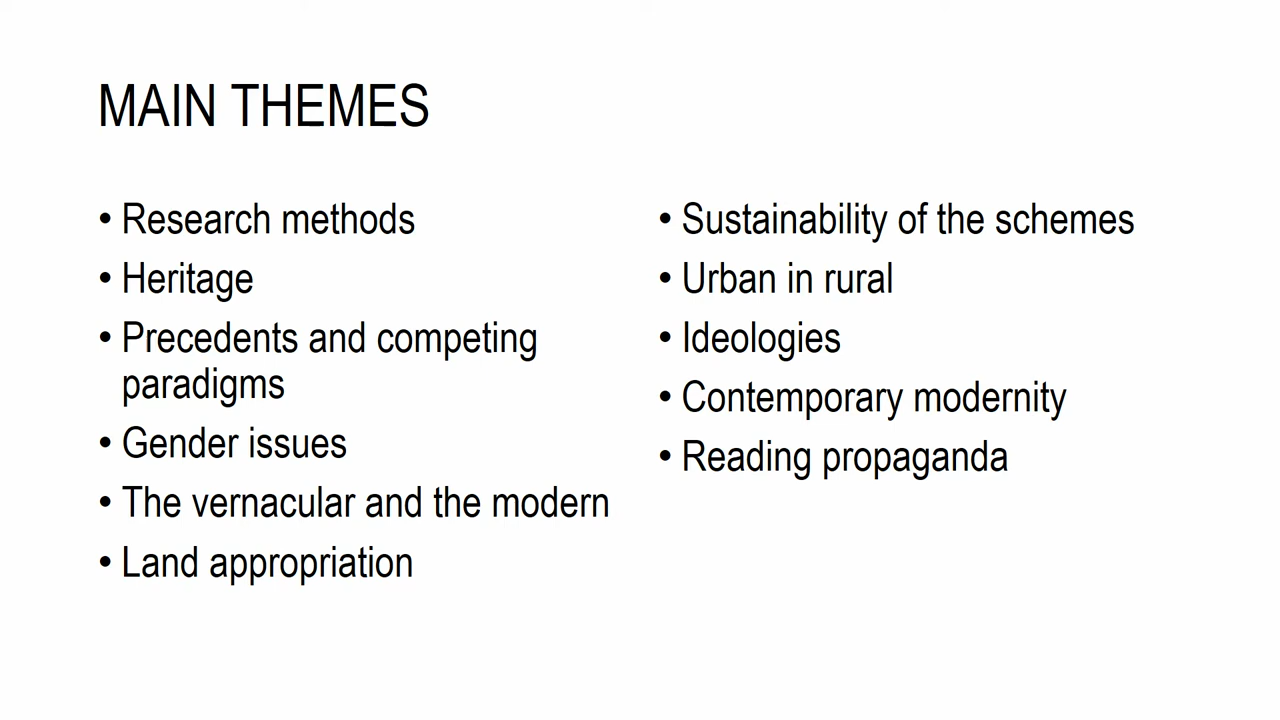 MAIN THEMES
• Research methods
• Heritage
• Precedents and competing
paradigms
• Gender issues
• The vernacular and the modern
• Land appropriation
• Sustainability of the schemes
• Urban in rural
• Ideologies
• Contemporary modernity
• Reading propaganda